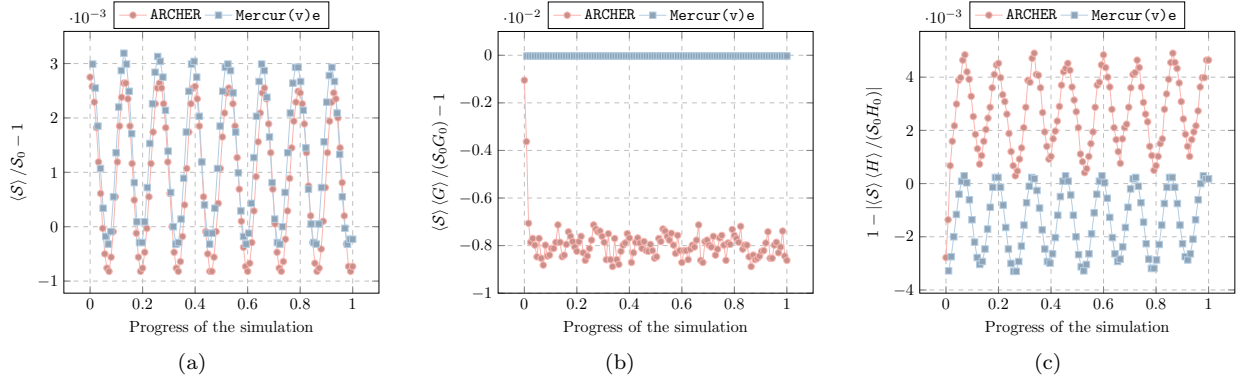 ARCHER Mercur(v)e
·10⁻³
3
2
1
0
−1
0 0.2 0.4 0.6 0.8 1
⟨𝒮⟩ /𝒮₀ − 1
Progress of the simulation
(a)
ARCHER Mercur(v)e
·10⁻²
0
−0.2
−0.4
−0.6
−0.8
−1
0 0.2 0.4 0.6 0.8 1
⟨𝒮⟩ ⟨G⟩ /(𝒮₀G₀) − 1
Progress of the simulation
(b)
ARCHER Mercur(v)e
·10⁻³
4
2
0
−2
−4
0 0.2 0.4 0.6 0.8 1
1 − |⟨𝒮⟩ ⟨H⟩ /(𝒮₀H₀)|
Progress of the simulation
(c)